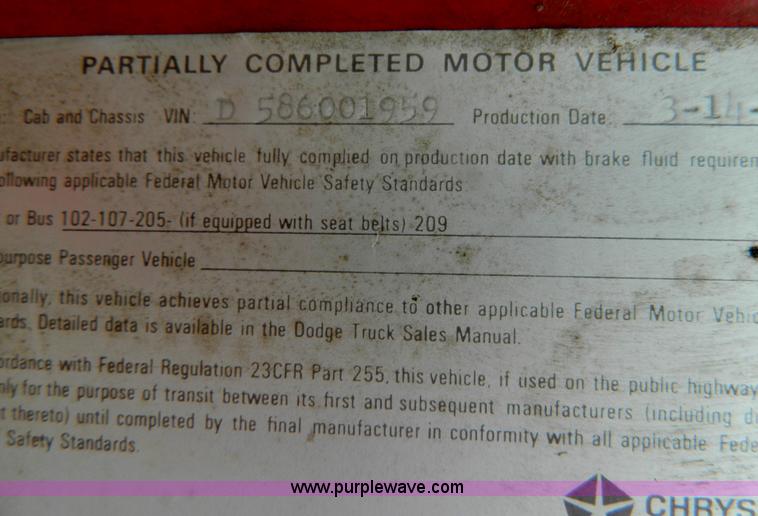 PARTIALLY COMPLETED MOTOR VEHICLE
Cab and Chassis VIN: D 586001959 Production Date: 3-14-
ufacturer states that this vehicle fully complied on production date with brake fluid requirem
ollowing applicable Federal Motor Vehicle Safety Standards:
or Bus 102-107-205- (if equipped with seat belts) 209
purpose Passenger Vehicle
ionally, this vehicle achieves partial compliance to other applicable Federal Motor Vehic
ards. Detailed data is available in the Dodge Truck Sales Manual.
ordance with Federal Regulation 23CFR Part 255, this vehicle, if used on the public highway
nly for the purpose of transit between its first and subsequent manufacturers (including d
t thereto) until completed by the final manufacturer in conformity with all applicable Fede
Safety Standards.
www.purplewave.com
CHRYS